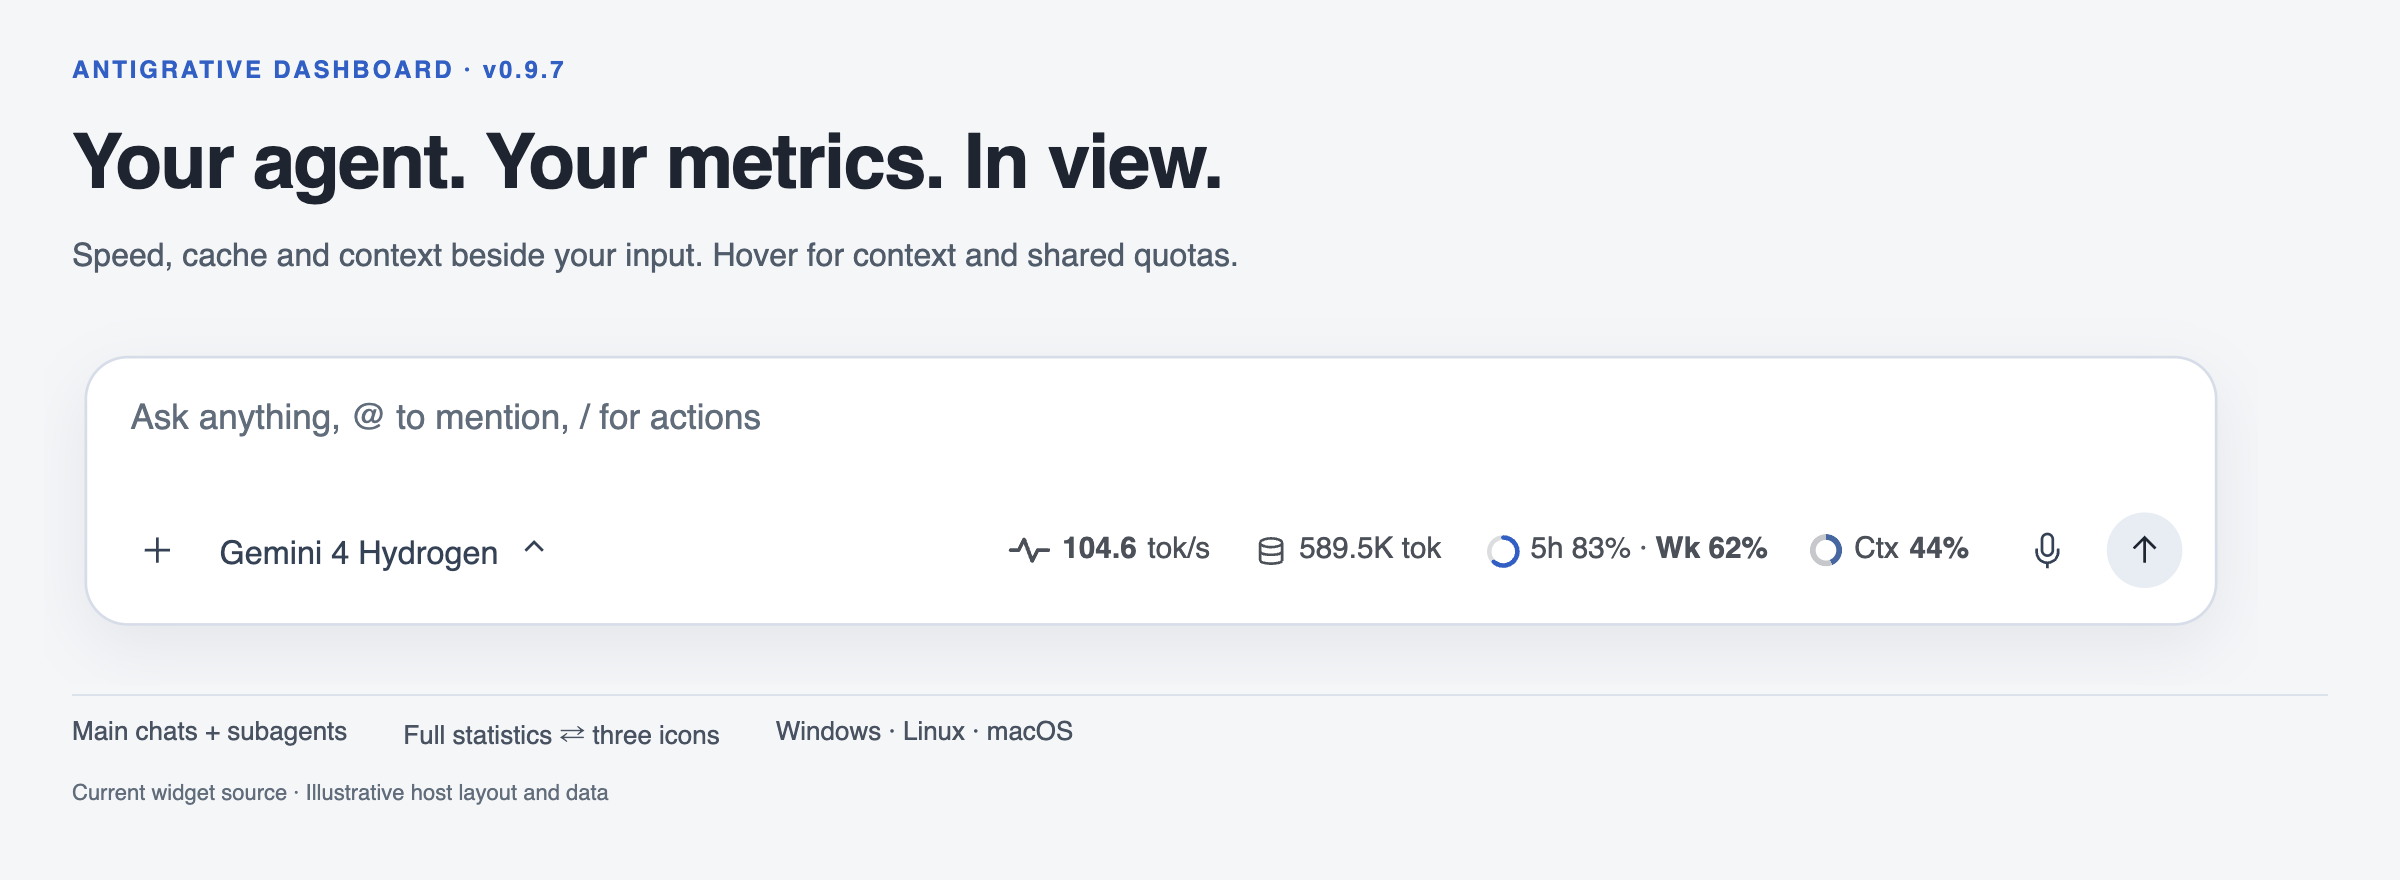 ANTIGRATIVE DASHBOARD · v0.9.7
Your agent. Your metrics. In view.
Speed, cache and context beside your input. Hover for context and shared quotas.
Ask anything, @ to mention, / for actions
Gemini 4 Hydrogen 104.6 tok/s 589.5K tok 5h 83% · Wk 62% Ctx 44%
Main chats + subagents Full statistics ⇄ three icons Windows · Linux · macOS
Current widget source · Illustrative host layout and data